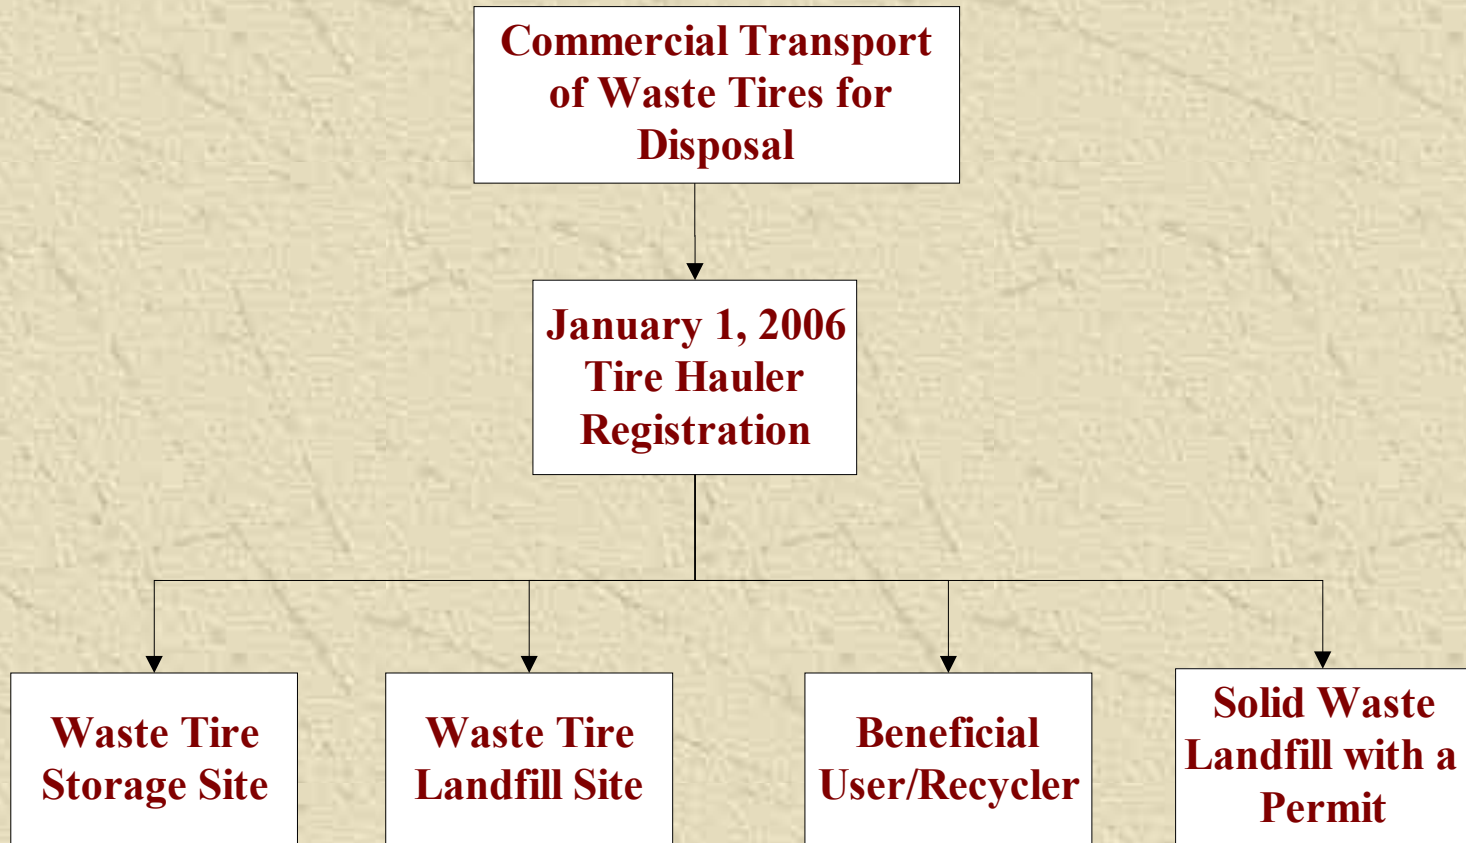 Commercial Transport
of Waste Tires for
Disposal
January 1, 2006
Tire Hauler
Registration
Waste Tire
Storage Site
Waste Tire
Landfill Site
Beneficial
User/Recycler
Solid Waste
Landfill with a
Permit